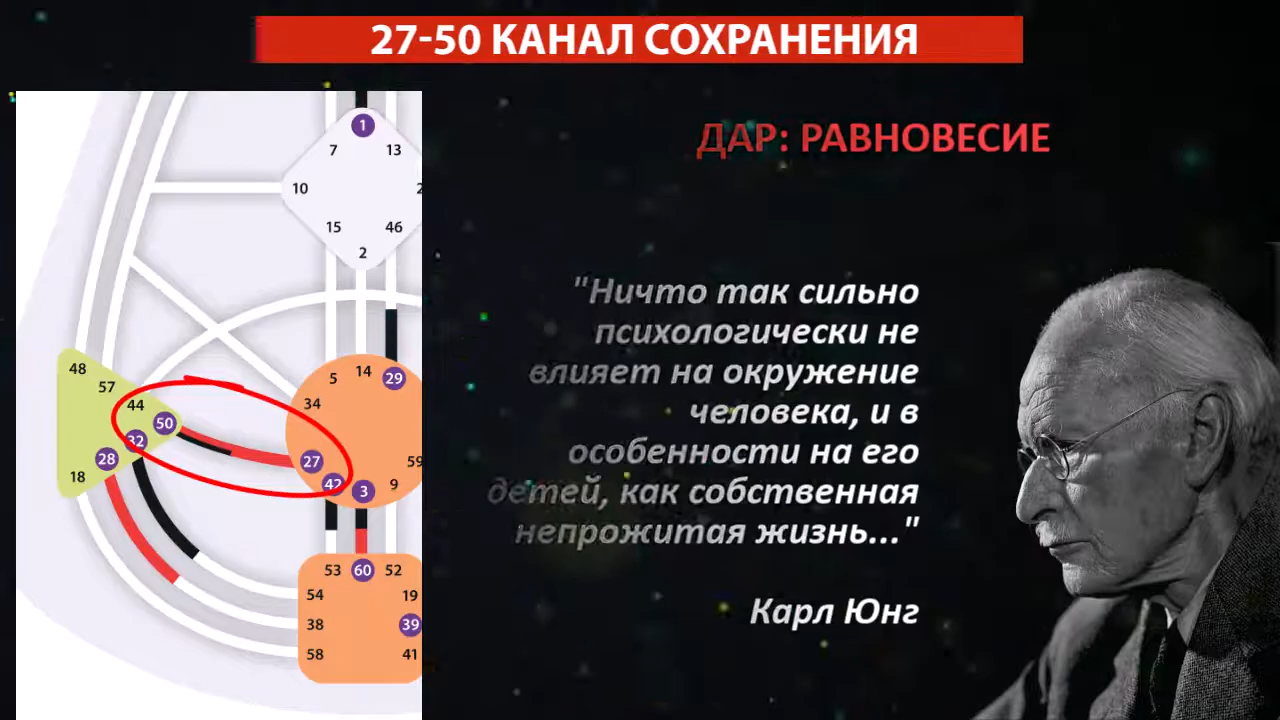 27-50 КАНАЛ СОХРАНЕНИЯ
ДАР: РАВНОВЕСИЕ
"Ничто так сильно
психологически не
влияет на окружение
человека, и в
особенности на его
детей, как собственная
непрожитая жизнь..."
Карл Юнг
1
7 13
10 2
15 46
2
48
57
44
50
32
28
18
5 14 29
34
27 59
42 3 9
53 60 52
54 19
38 39
58 41